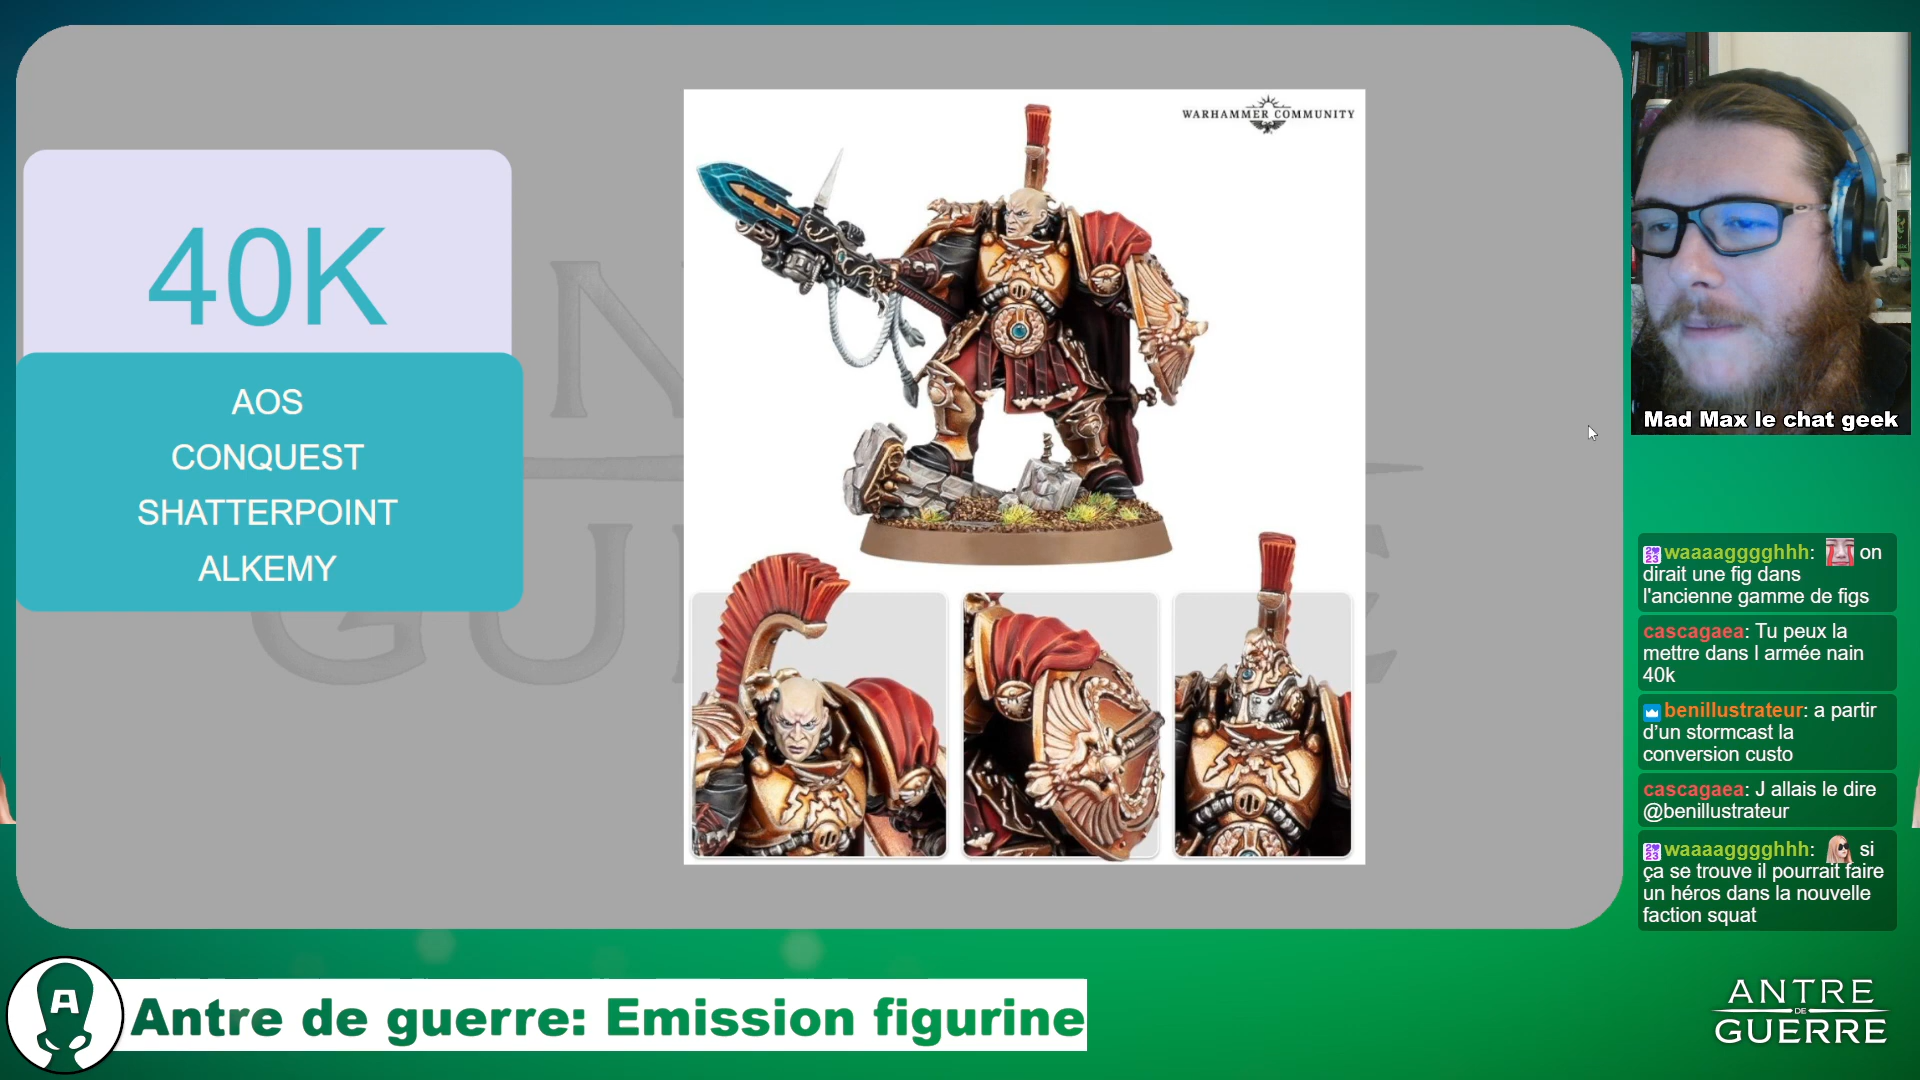 40K
AOS
CONQUEST
SHATTERPOINT
ALKEMY
WARHAMMER COMMUNITY
Mad Max le chat geek
waaaagggghhh: on
dirait une fig dans
l'ancienne gamme de figs
cascagaea: Tu peux la
mettre dans l armée nain
40k
benillustrateur: a partir
d’un stormcast la
conversion custo
cascagaea: J allais le dire
@benillustrateur
waaaagggghhh: si
ça se trouve il pourrait faire
un héros dans la nouvelle
faction squat
A
Antre de guerre: Emission figurine
ANTRE
DE
GUERRE